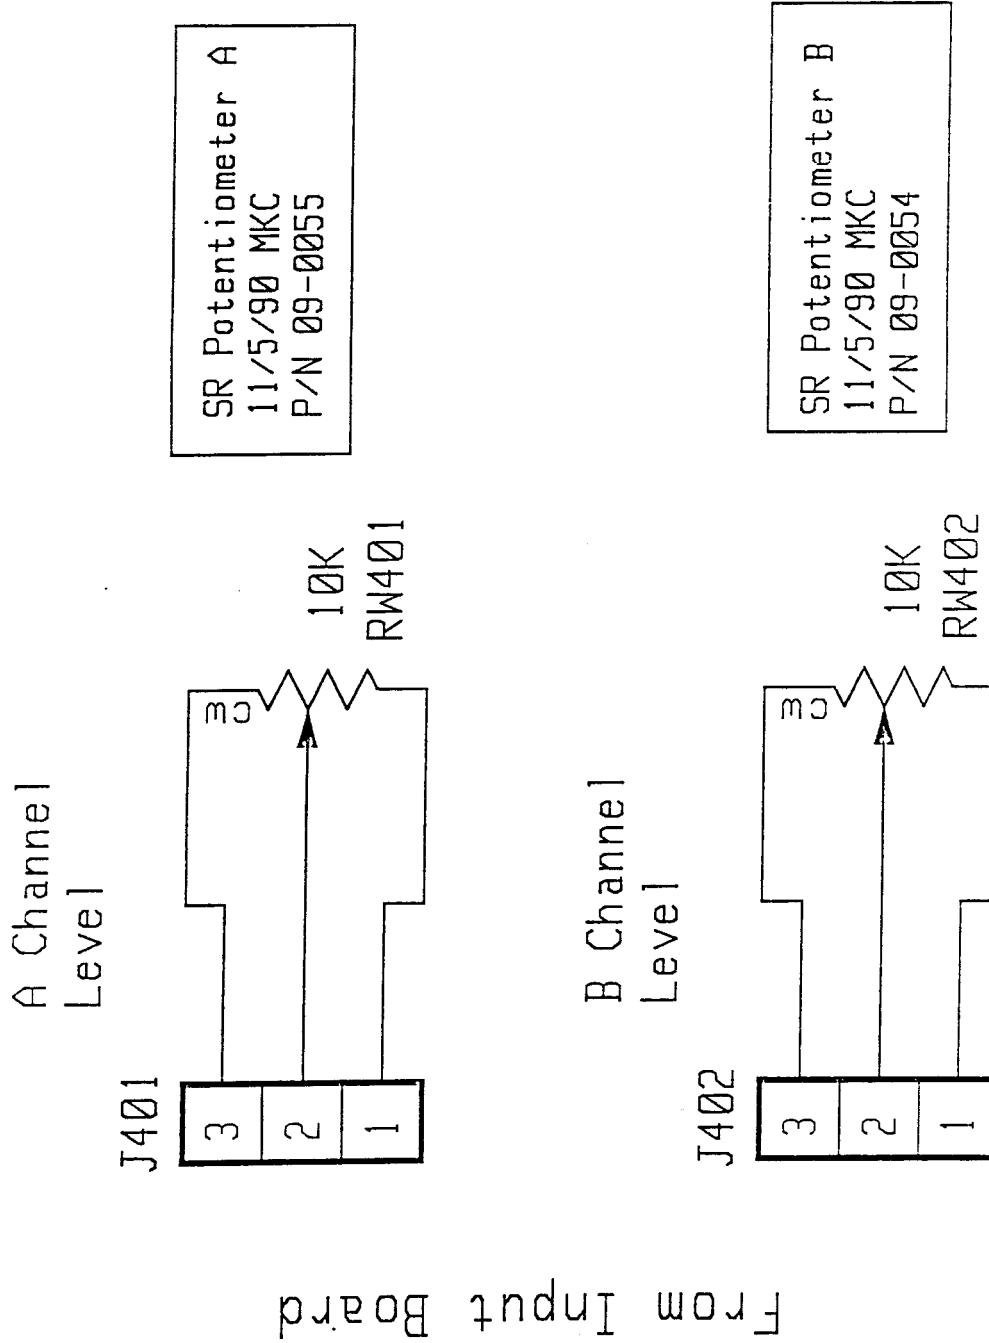 From Input Board
A Channel
Level
J401
3
2
1
cw
10K
RW401
SR Potentiometer A
11/5/90 MKC
P/N 09-0055
B Channel
Level
J402
3
2
1
cw
10K
RW402
SR Potentiometer B
11/5/90 MKC
P/N 09-0054